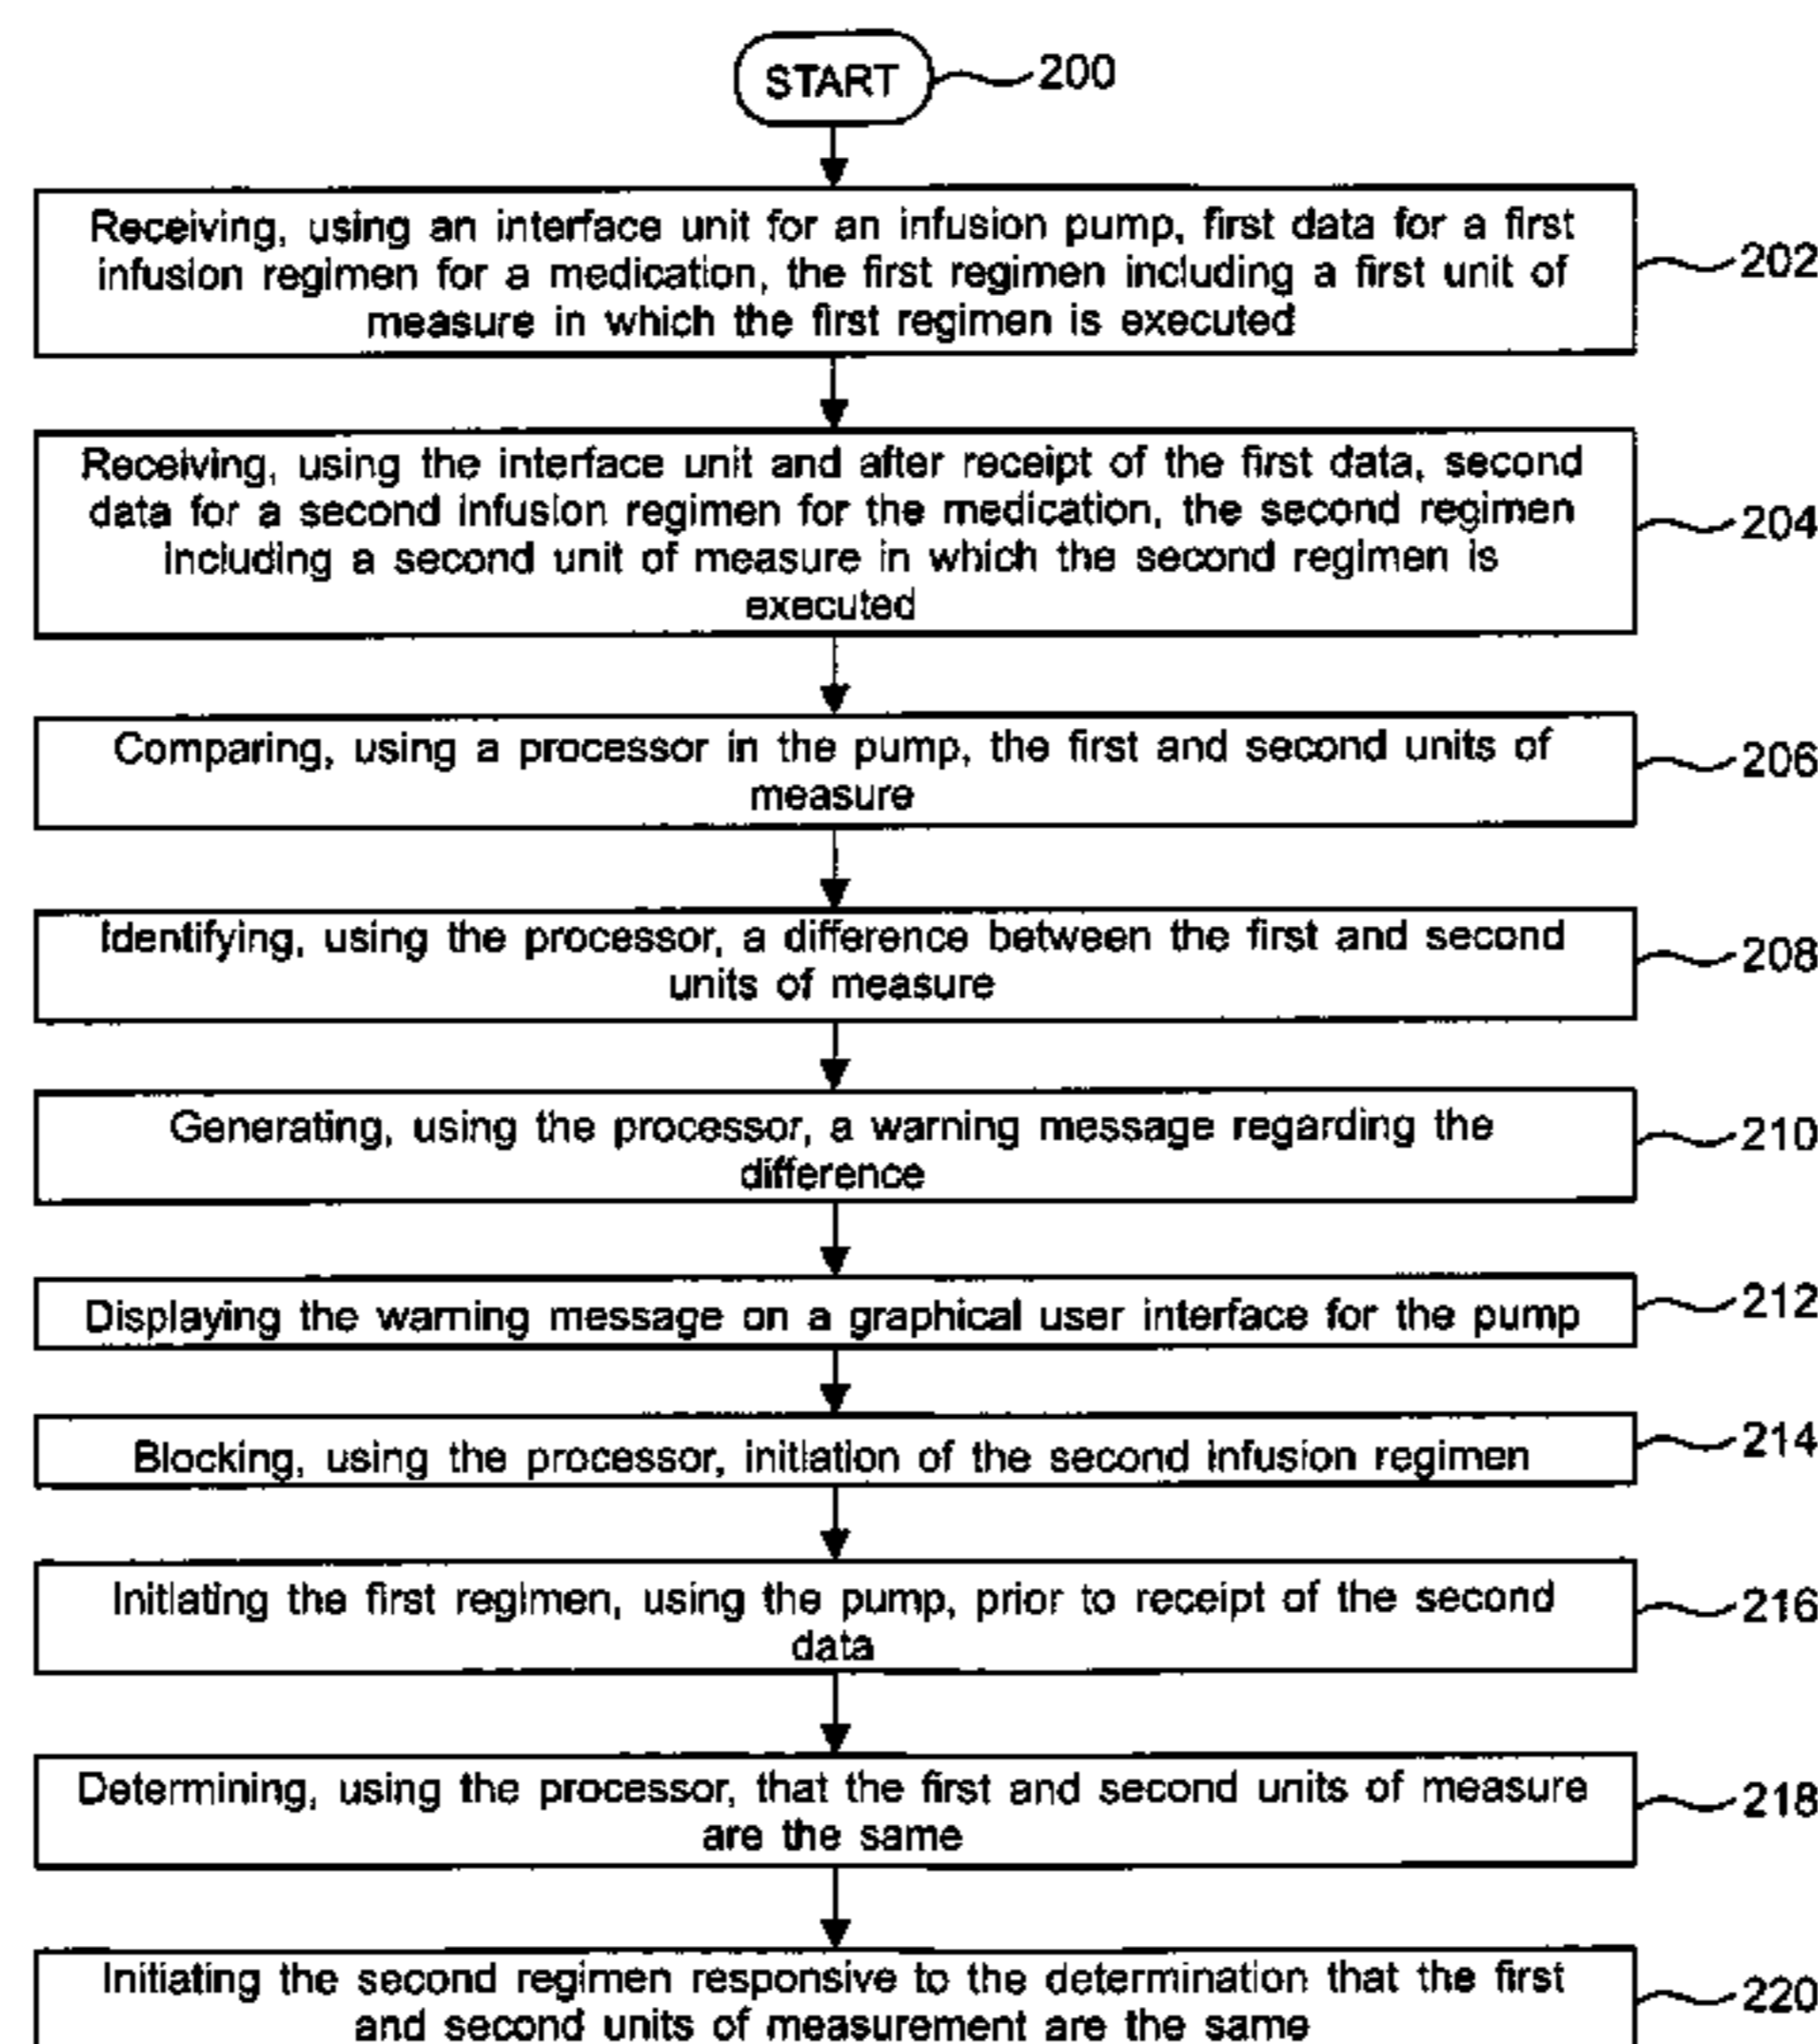 START
200
Receiving, using an interface unit for an infusion pump, first data for a first
infusion regimen for a medication, the first regimen including a first unit of
measure in which the first regimen is executed
202
Receiving, using the interface unit and after receipt of the first data, second
data for a second infusion regimen for the medication, the second regimen
including a second unit of measure in which the second regimen is
executed
204
Comparing, using a processor in the pump, the first and second units of
measure
206
Identifying, using the processor, a difference between the first and second
units of measure
208
Generating, using the processor, a warning message regarding the
difference
210
Displaying the warning message on a graphical user interface for the pump
212
Blocking, using the processor, initiation of the second infusion regimen
214
Initiating the first regimen, using the pump, prior to receipt of the second
data
216
Determining, using the processor, that the first and second units of measure
are the same
218
Initiating the second regimen responsive to the determination that the first
and second units of measurement are the same
220